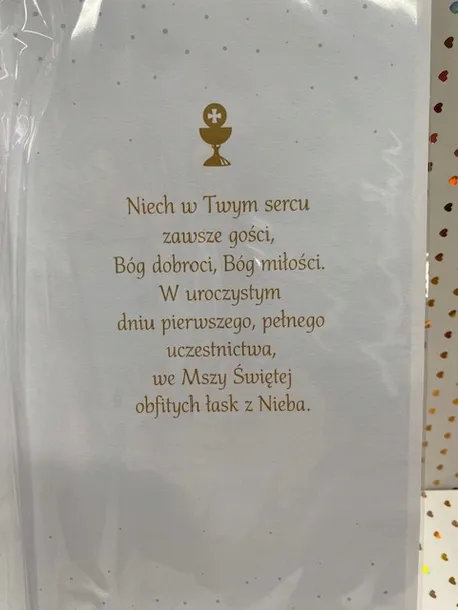 Niech w Twym sercu
zawsze gości,
Bóg dobroci, Bóg miłości.
W uroczystym
dniu pierwszego, pełnego
uczestnictwa,
we Mszy Świętej
obfitych łask z Nieba.